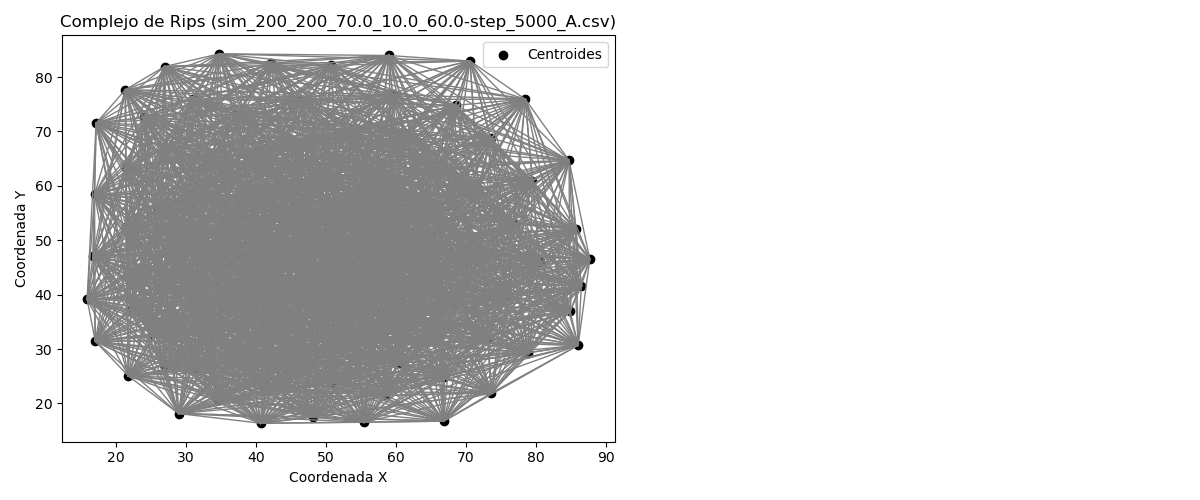 Complejo de Rips (sim_200_200_70.0_10.0_60.0-step_5000_A.csv)
Centroides
80
70
60
50
40
30
20
Coordenada Y
20 30 40 50 60 70 80 90
Coordenada X